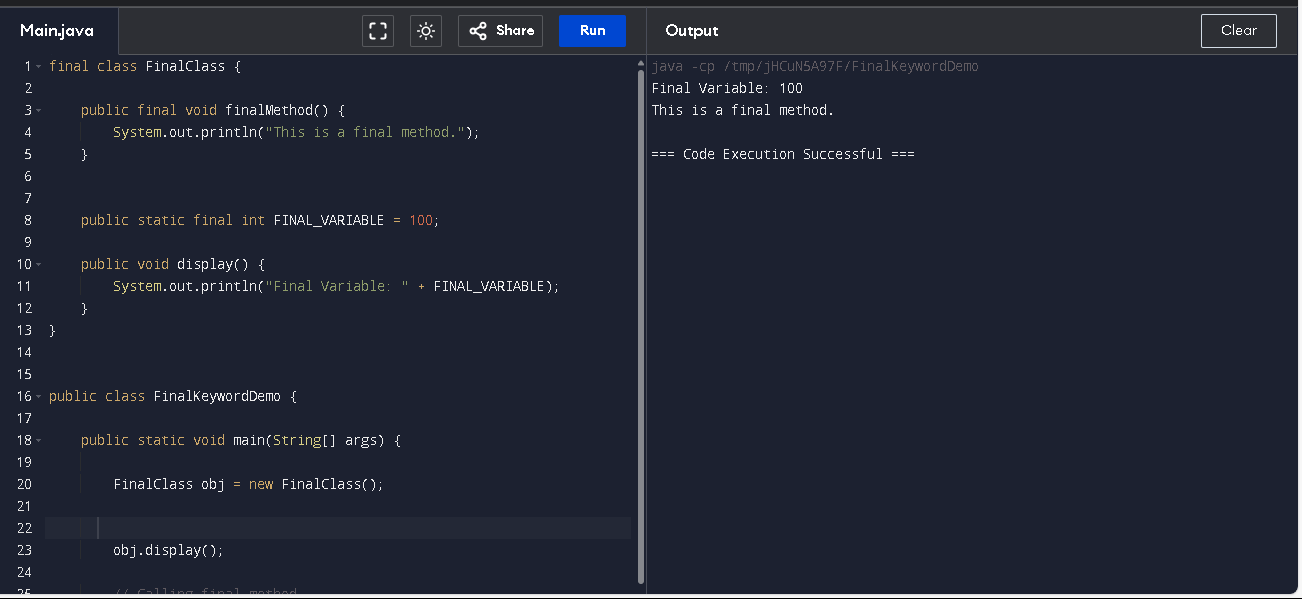 Main.java
Share
Run
Output
Clear
1 final class FinalClass {
2
3     public final void finalMethod() {
4         System.out.println("This is a final method.");
5     }
6
7
8     public static final int FINAL_VARIABLE = 100;
9
10     public void display() {
11         System.out.println("Final Variable: " + FINAL_VARIABLE);
12     }
13 }
14
15
16 public class FinalKeywordDemo {
17
18     public static void main(String[] args) {
19
20         FinalClass obj = new FinalClass();
21
22
23         obj.display();
24
25         // Calling final method
java -cp /tmp/jHCuN5A97F/FinalKeywordDemo
Final Variable: 100
This is a final method.
=== Code Execution Successful ===